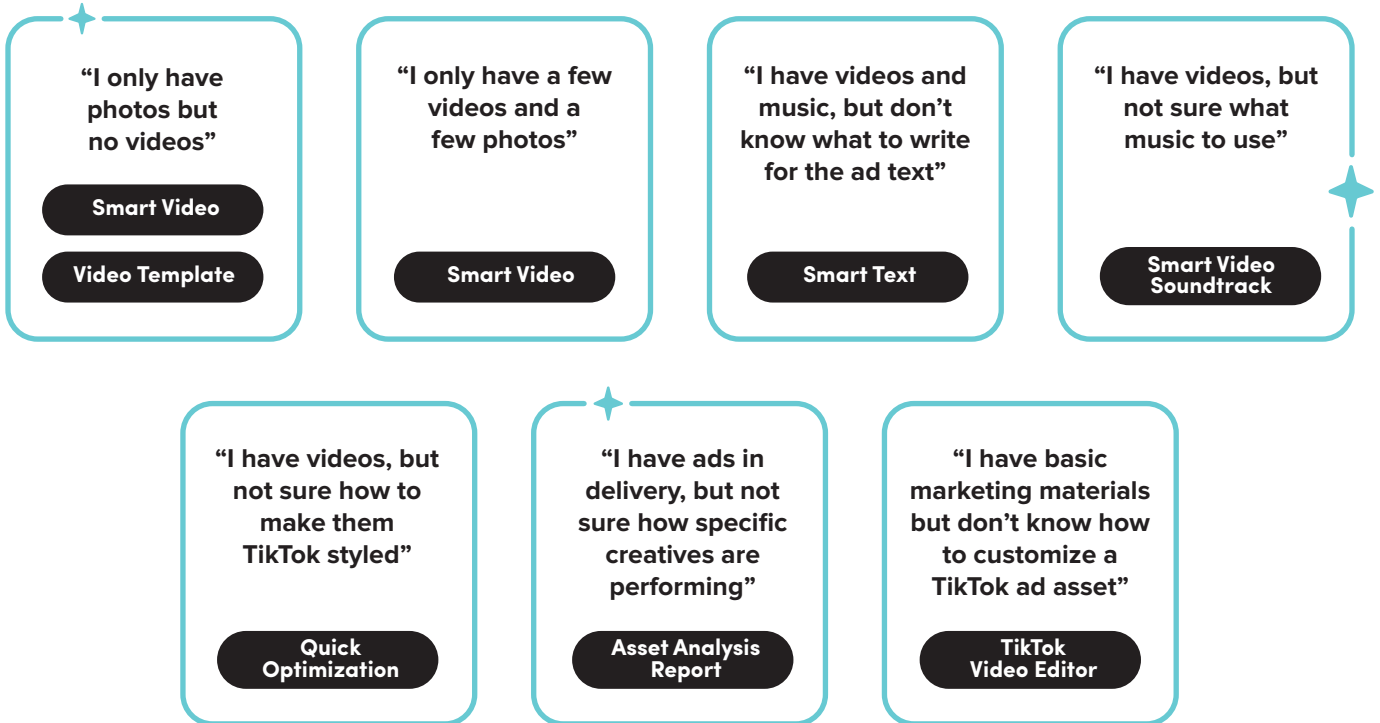 “I only have
photos but
no videos”
Smart Video
Video Template
“I only have a few
videos and a
few photos”
Smart Video
“I have videos and
music, but don’t
know what to write
for the ad text”
Smart Text
“I have videos, but
not sure what
music to use”
Smart Video
Soundtrack
“I have videos, but
not sure how to
make them
TikTok styled”
Quick
Optimization
“I have ads in
delivery, but not
sure how specific
creatives are
performing”
Asset Analysis
Report
“I have basic
marketing materials
but don’t know how
to customize a
TikTok ad asset”
TikTok
Video Editor